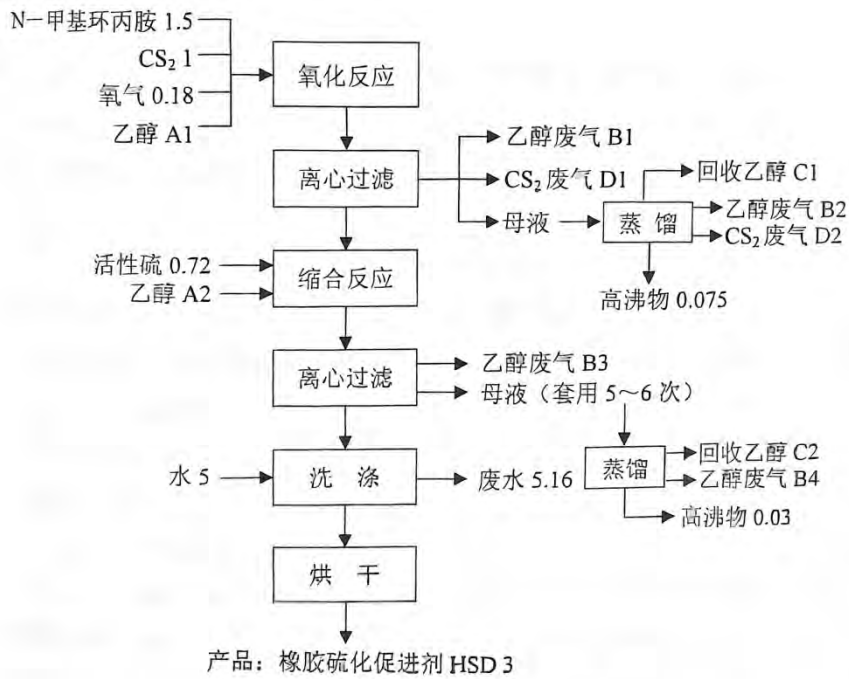 N—甲基环丙胺 1.5
CS₂ 1
氧气 0.18
乙醇 A1
氧化反应
离心过滤
乙醇废气 B1
CS₂ 废气 D1
母液
蒸 馏
回收乙醇 C1
乙醇废气 B2
CS₂ 废气 D2
高沸物 0.075
活性硫 0.72
乙醇 A2
缩合反应
离心过滤
乙醇废气 B3
母液（套用 5～6 次）
水 5
洗 涤
废水 5.16
蒸馏
回收乙醇 C2
乙醇废气 B4
高沸物 0.03
烘 干
产品：橡胶硫化促进剂 HSD 3